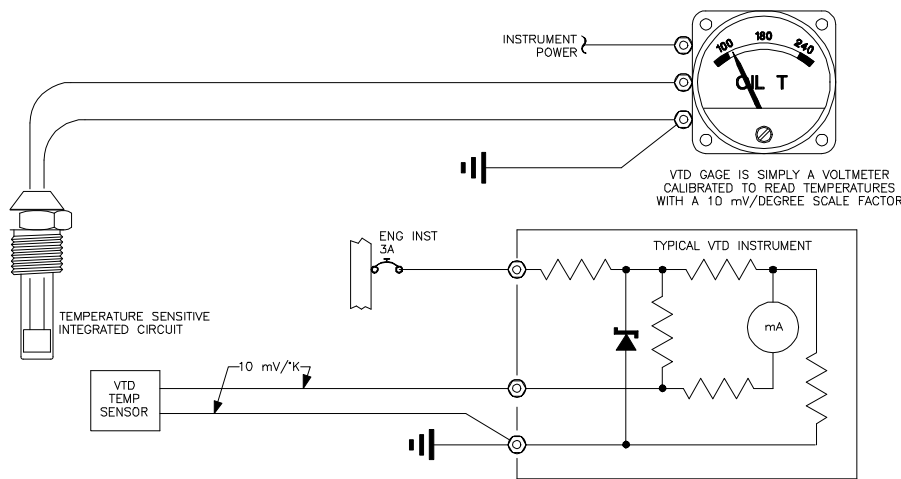 INSTRUMENT
POWER
100 180 240
OIL T
VTD GAGE IS SIMPLY A VOLTMETER
CALIBRATED TO READ TEMPERATURES
WITH A 10 mV/DEGREE SCALE FACTOR
TEMPERATURE SENSITIVE
INTEGRATED CIRCUIT
ENG INST
3A
TYPICAL VTD INSTRUMENT
mA
10 mV/°K
VTD
TEMP
SENSOR